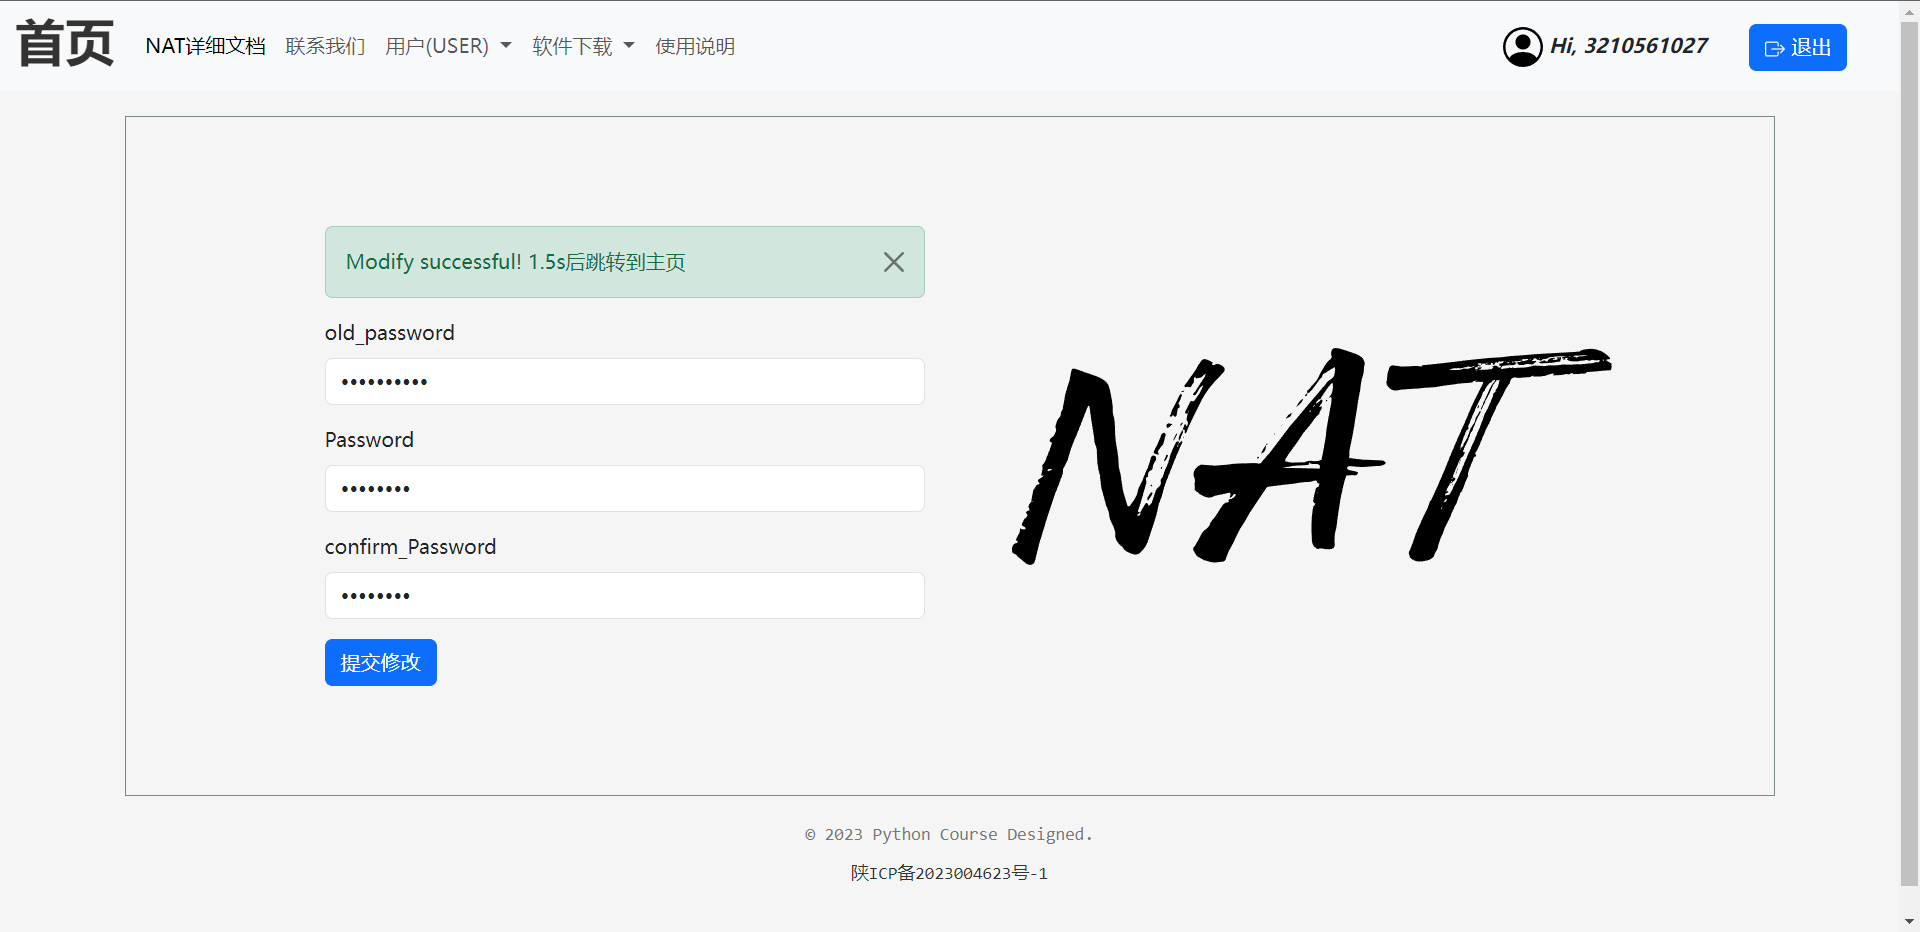 首页 NAT详细文档 联系我们 用户(USER) 软件下载 使用说明 Hi, 3210561027 退出
Modify successful! 1.5s后跳转到主页
old_password
••••••••••
Password
••••••••
confirm_Password
••••••••
提交修改
NAT
© 2023 Python Course Designed.
陕ICP备2023004623号-1